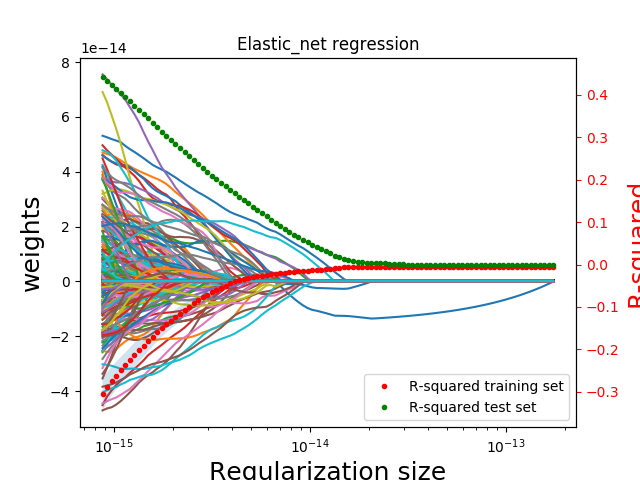 Elastic_net regression
1e−14
8
6
4
2
0
−2
−4
weights
0.4
0.3
0.2
0.1
0.0
−0.1
−0.2
−0.3
R-squared
R-squared training set
R-squared test set
10−15
10−14
10−13
Regularization size